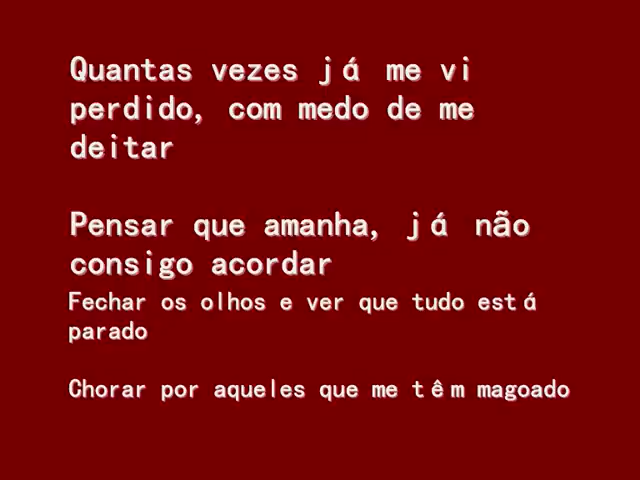 Quantas vezes já me vi
perdido, com medo de me
deitar
Pensar que amanha, já não
consigo acordar
Fechar os olhos e ver que tudo está
parado
Chorar por aqueles que me têm magoado